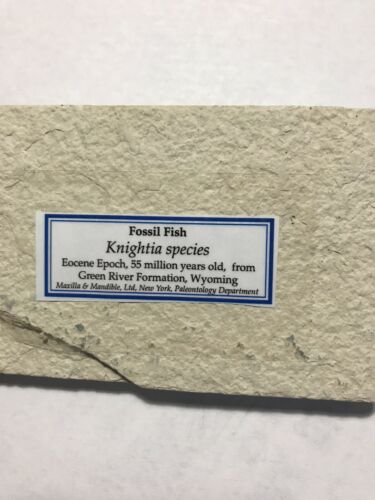 Fossil Fish
Knightia species
Eocene Epoch, 55 million years old, from
Green River Formation, Wyoming
Maxilla & Mandible, Ltd, New York, Paleontology Department